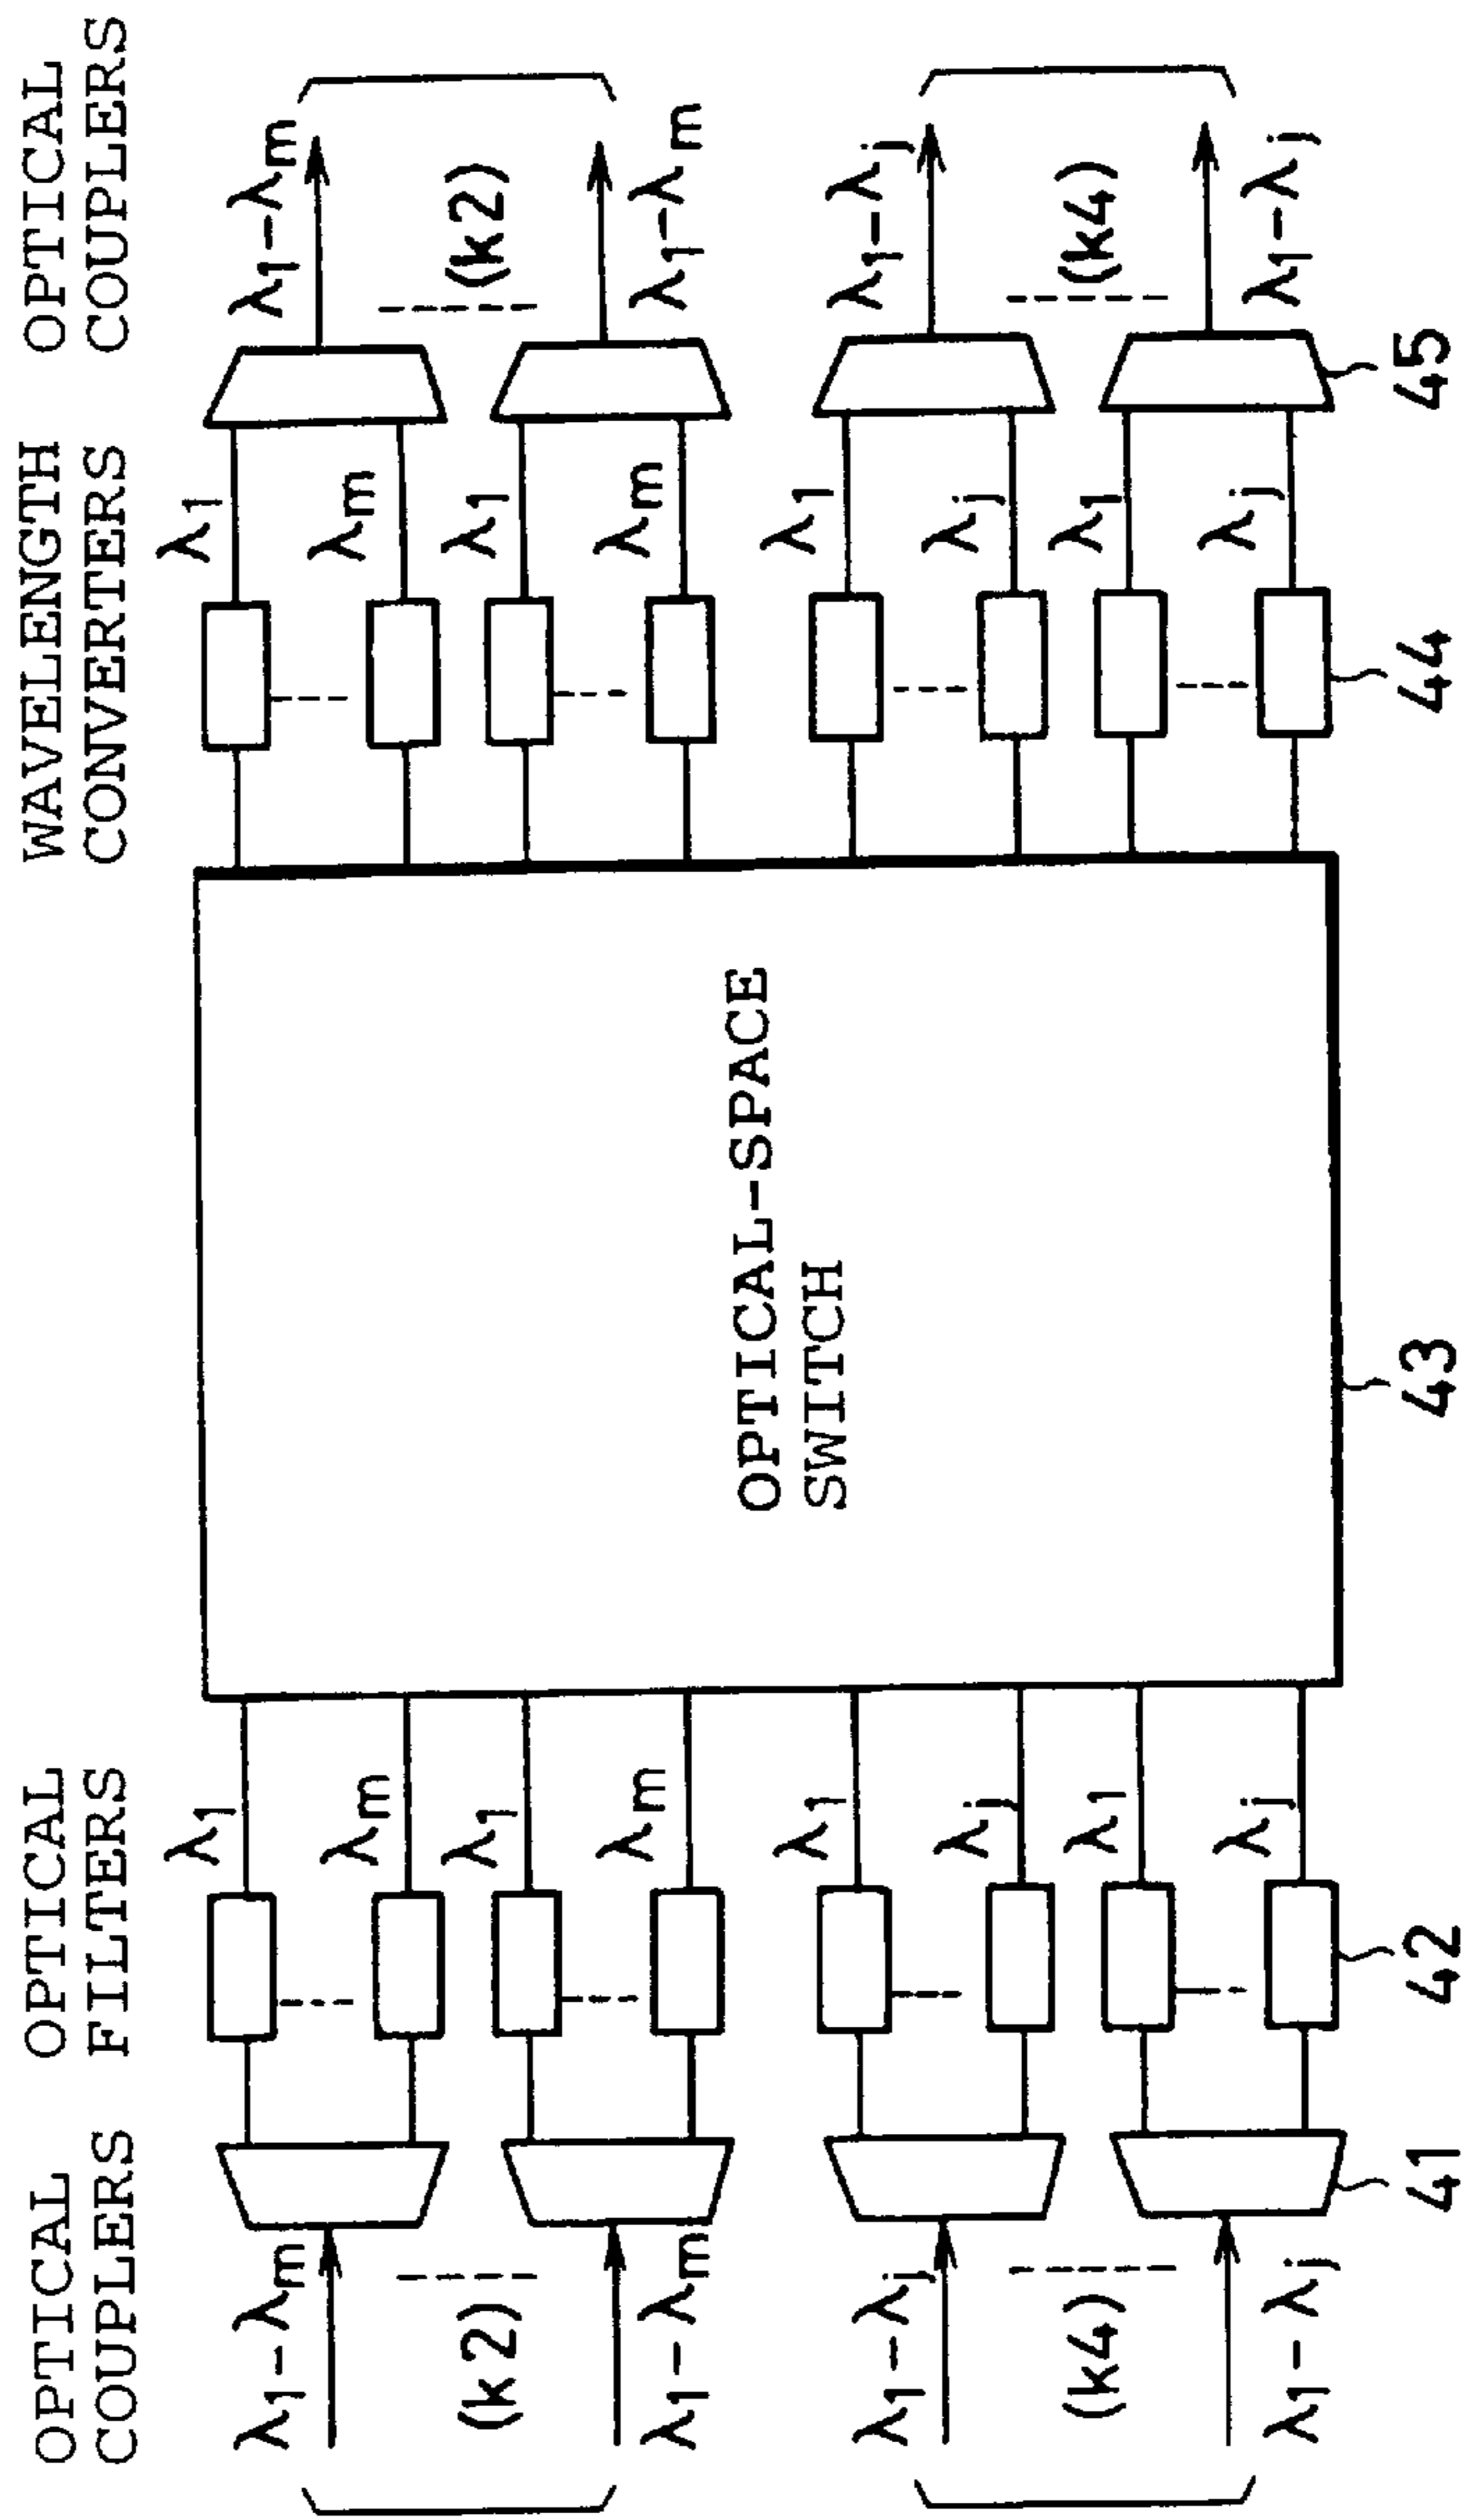 OPTICAL
COUPLERS
OPTICAL
FILTERS
WAVELENGTH
CONVERTERS
OPTICAL
COUPLERS
λ1-λm
(k2)
λ1-λm
λ1-λj
(k4)
λ1-λj
λ1
λm
λ1
λm
λ1
λj
λ1
λj
OPTICAL-SPACE
SWITCH
λ1
λm
λ1
λm
λ1
λj
λ1
λj
λ1-λm
(k2)
λ1-λm
λ1-λj
(k4)
λ1-λj
41
42
43
44
45